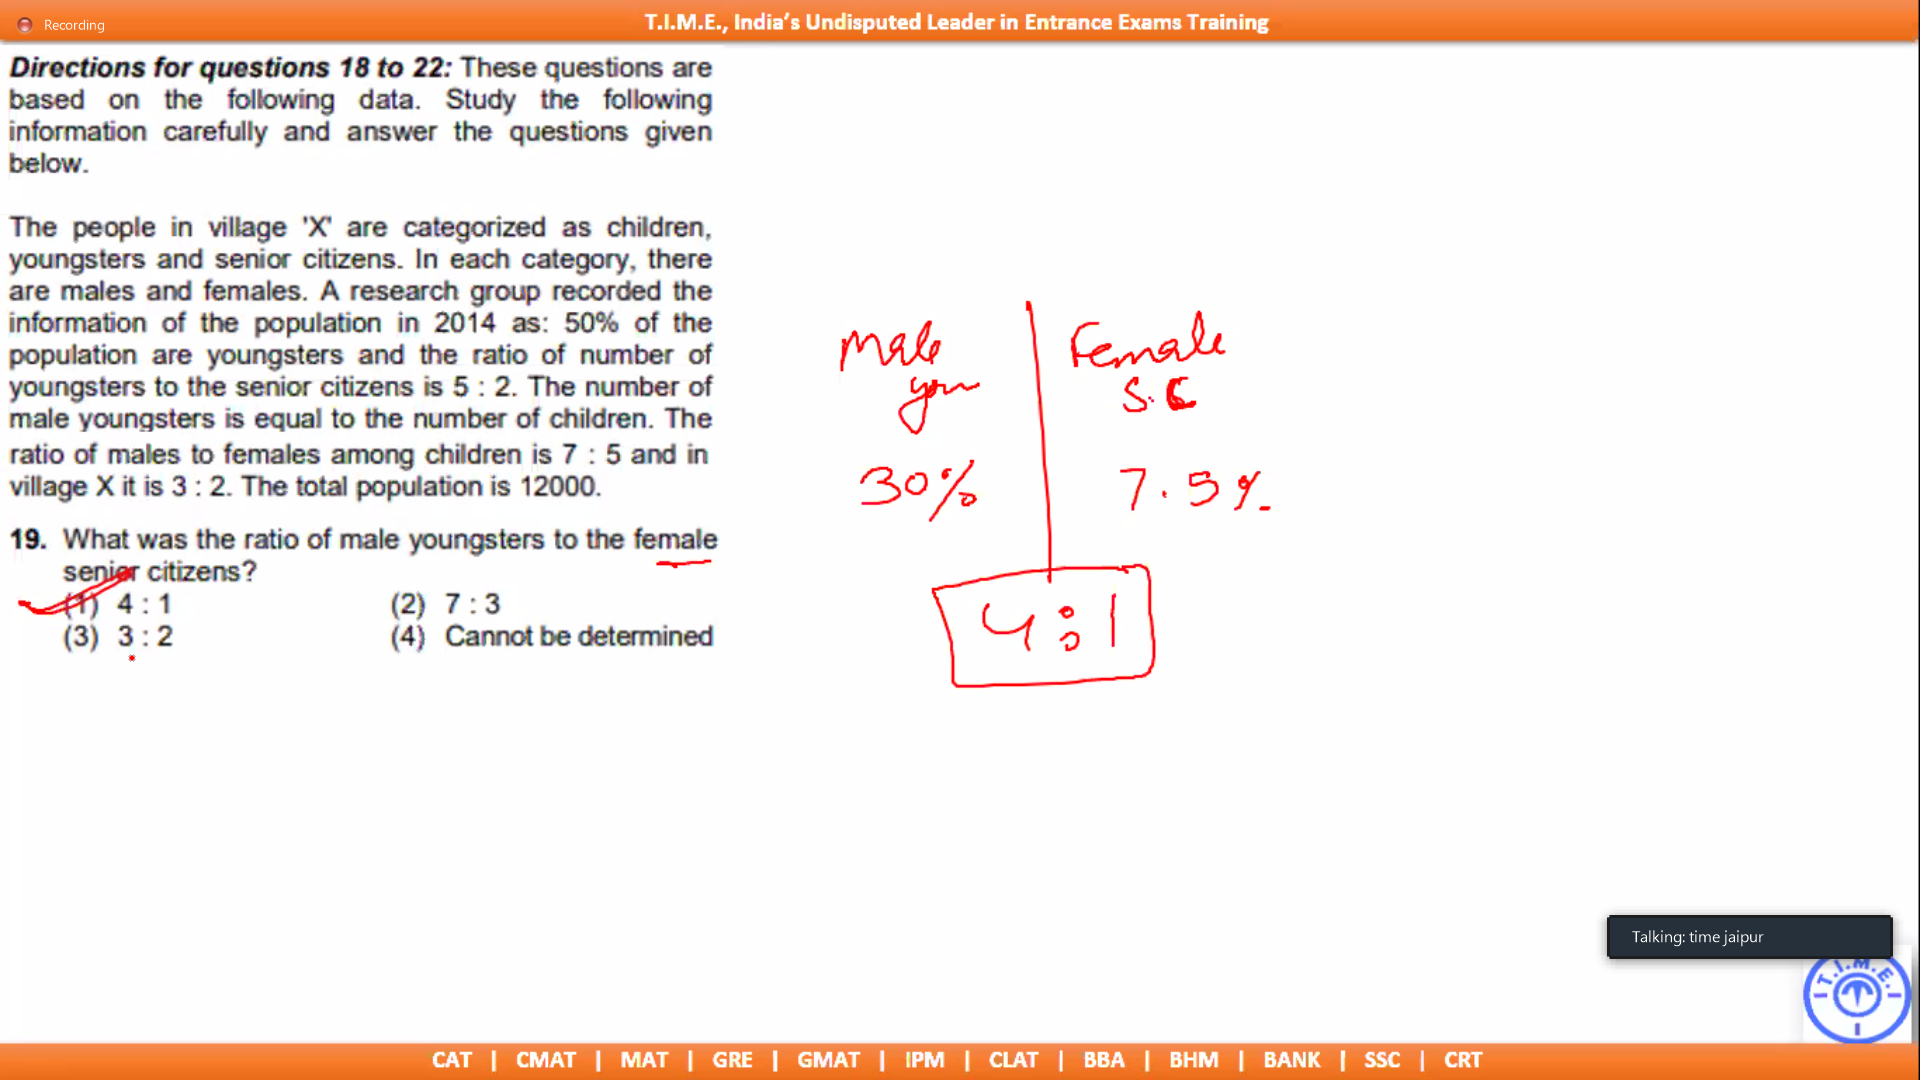 Recording
T.I.M.E., India's Undisputed Leader in Entrance Exams Training
Directions for questions 18 to 22: These questions are
based on the following data. Study the following
information carefully and answer the questions given
below.
The people in village 'X' are categorized as children,
youngsters and senior citizens. In each category, there
are males and females. A research group recorded the
information of the population in 2014 as: 50% of the
population are youngsters and the ratio of number of
youngsters to the senior citizens is 5 : 2. The number of
male youngsters is equal to the number of children. The
ratio of males to females among children is 7 : 5 and in
village X it is 3 : 2. The total population is 12000.
19. What was the ratio of male youngsters to the female
senior citizens?
(1) 4 : 1 (2) 7 : 3
(3) 3 : 2 (4) Cannot be determined
Male Female
you S.C
30% 7.5%
4:1
Talking: time jaipur
T.I.M.E.
CAT | CMAT | MAT | GRE | GMAT | IPM | CLAT | BBA | BHM | BANK | SSC | CRT